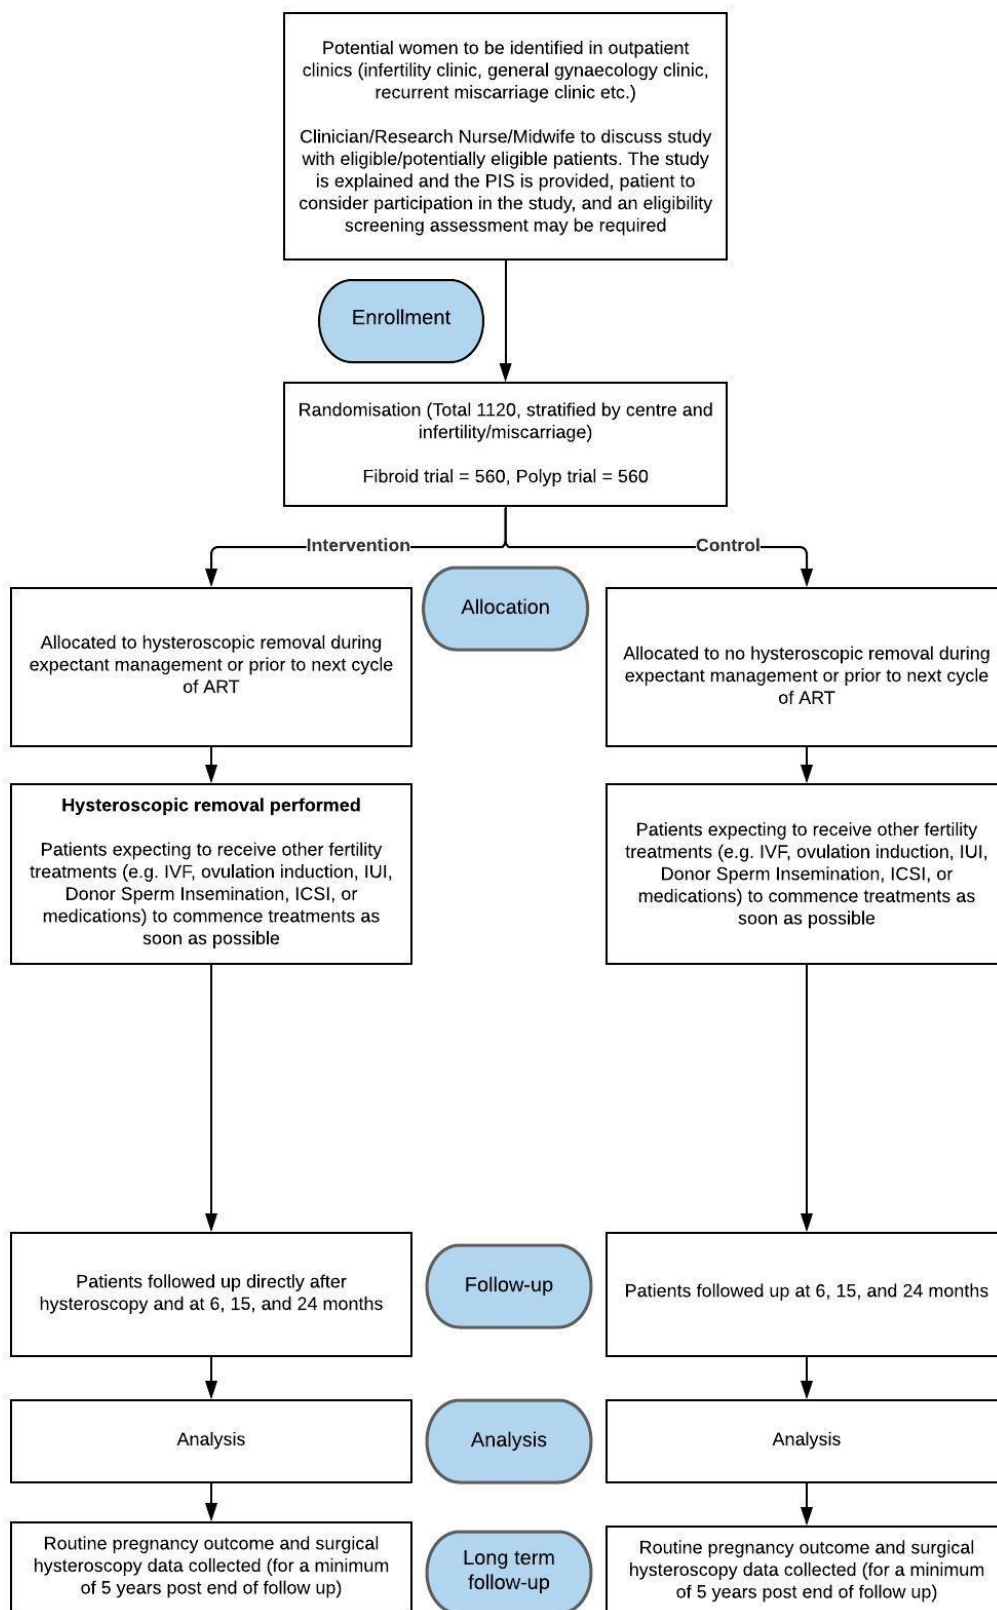 Potential women to be identified in outpatient
clinics (infertility clinic, general gynaecology clinic,
recurrent miscarriage clinic etc.)
Clinician/Research Nurse/Midwife to discuss study
with eligible/potentially eligible patients. The study
is explained and the PIS is provided, patient to
consider participation in the study, and an eligibility
screening assessment may be required
Enrollment
Randomisation (Total 1120, stratified by centre and
infertility/miscarriage)
Fibroid trial = 560, Polyp trial = 560
Intervention
Control
Allocation
Allocated to hysteroscopic removal during
expectant management or prior to next cycle
of ART
Allocated to no hysteroscopic removal during
expectant management or prior to next cycle
of ART
Hysteroscopic removal performed
Patients expecting to receive other fertility
treatments (e.g. IVF, ovulation induction, IUI,
Donor Sperm Insemination, ICSI, or
medications) to commence treatments as
soon as possible
Patients expecting to receive other fertility
treatments (e.g. IVF, ovulation induction, IUI,
Donor Sperm Insemination, ICSI, or
medications) to commence treatments as
soon as possible
Patients followed up directly after
hysteroscopy and at 6, 15, and 24 months
Follow-up
Patients followed up at 6, 15, and 24 months
Analysis
Analysis
Analysis
Routine pregnancy outcome and surgical
hysteroscopy data collected (for a minimum
of 5 years post end of follow up)
Long term
follow-up
Routine pregnancy outcome and surgical
hysteroscopy data collected (for a minimum
of 5 years post end of follow up)